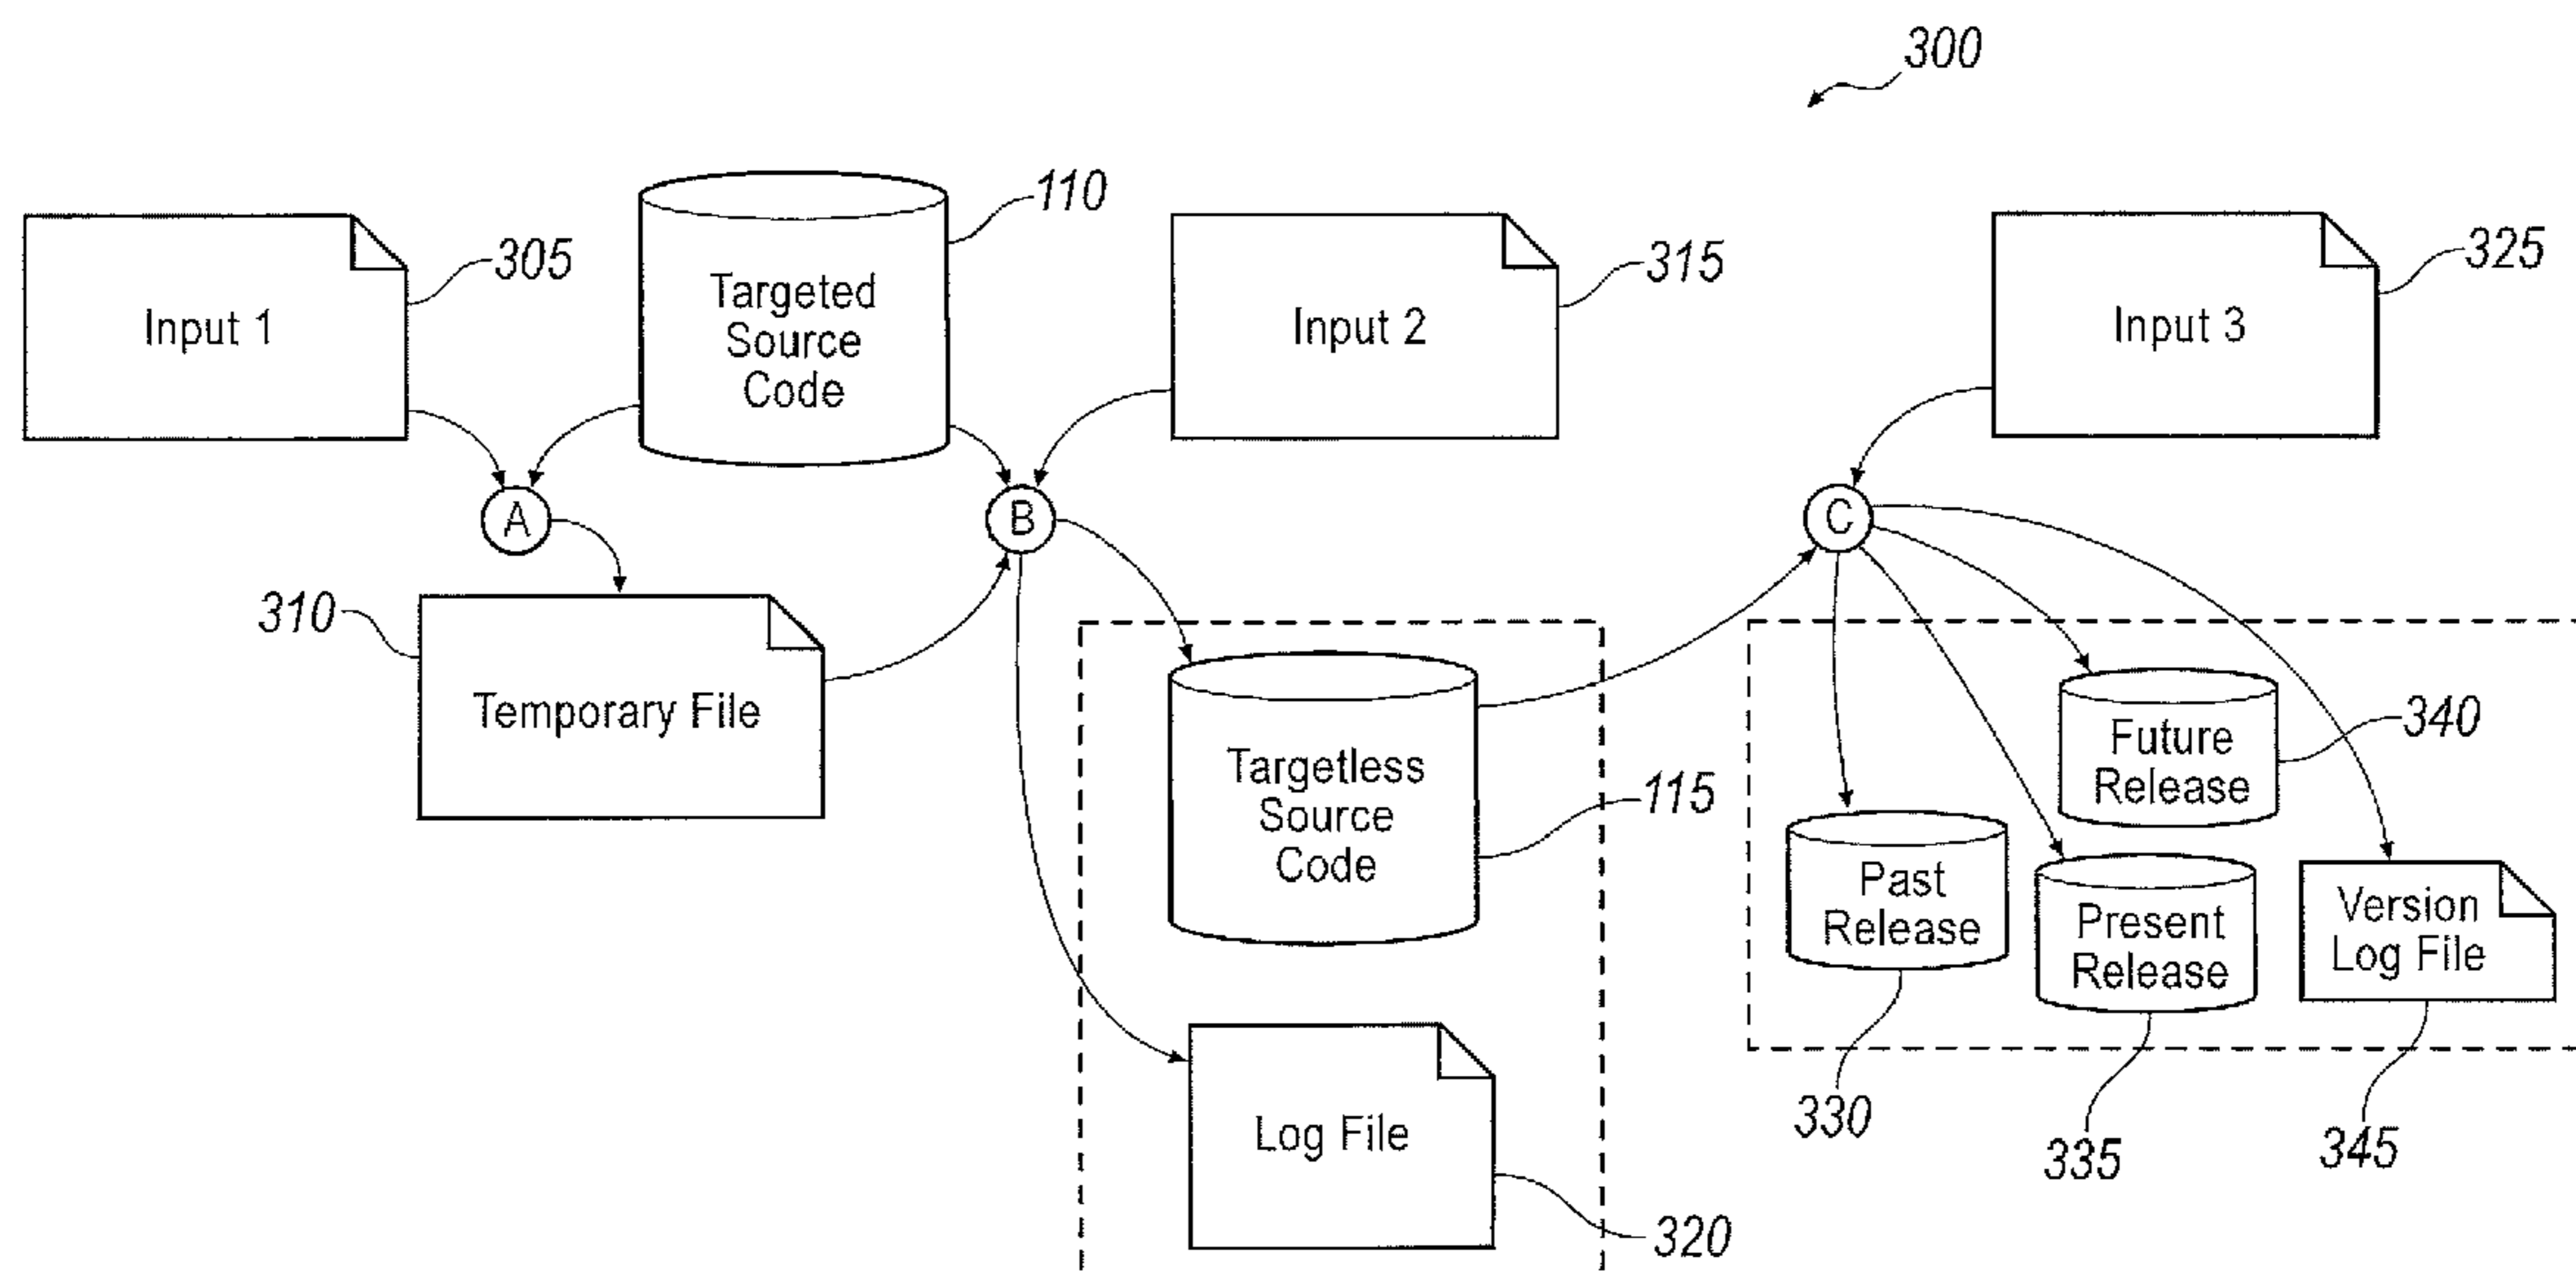 300
110
305
315
325
Input 1
Targeted
Source
Code
Input 2
Input 3
A
B
C
310
Temporary File
Targetless
Source
Code
115
Future
Release
340
Past
Release
Present
Release
Version
Log File
330
335
345
Log File
320